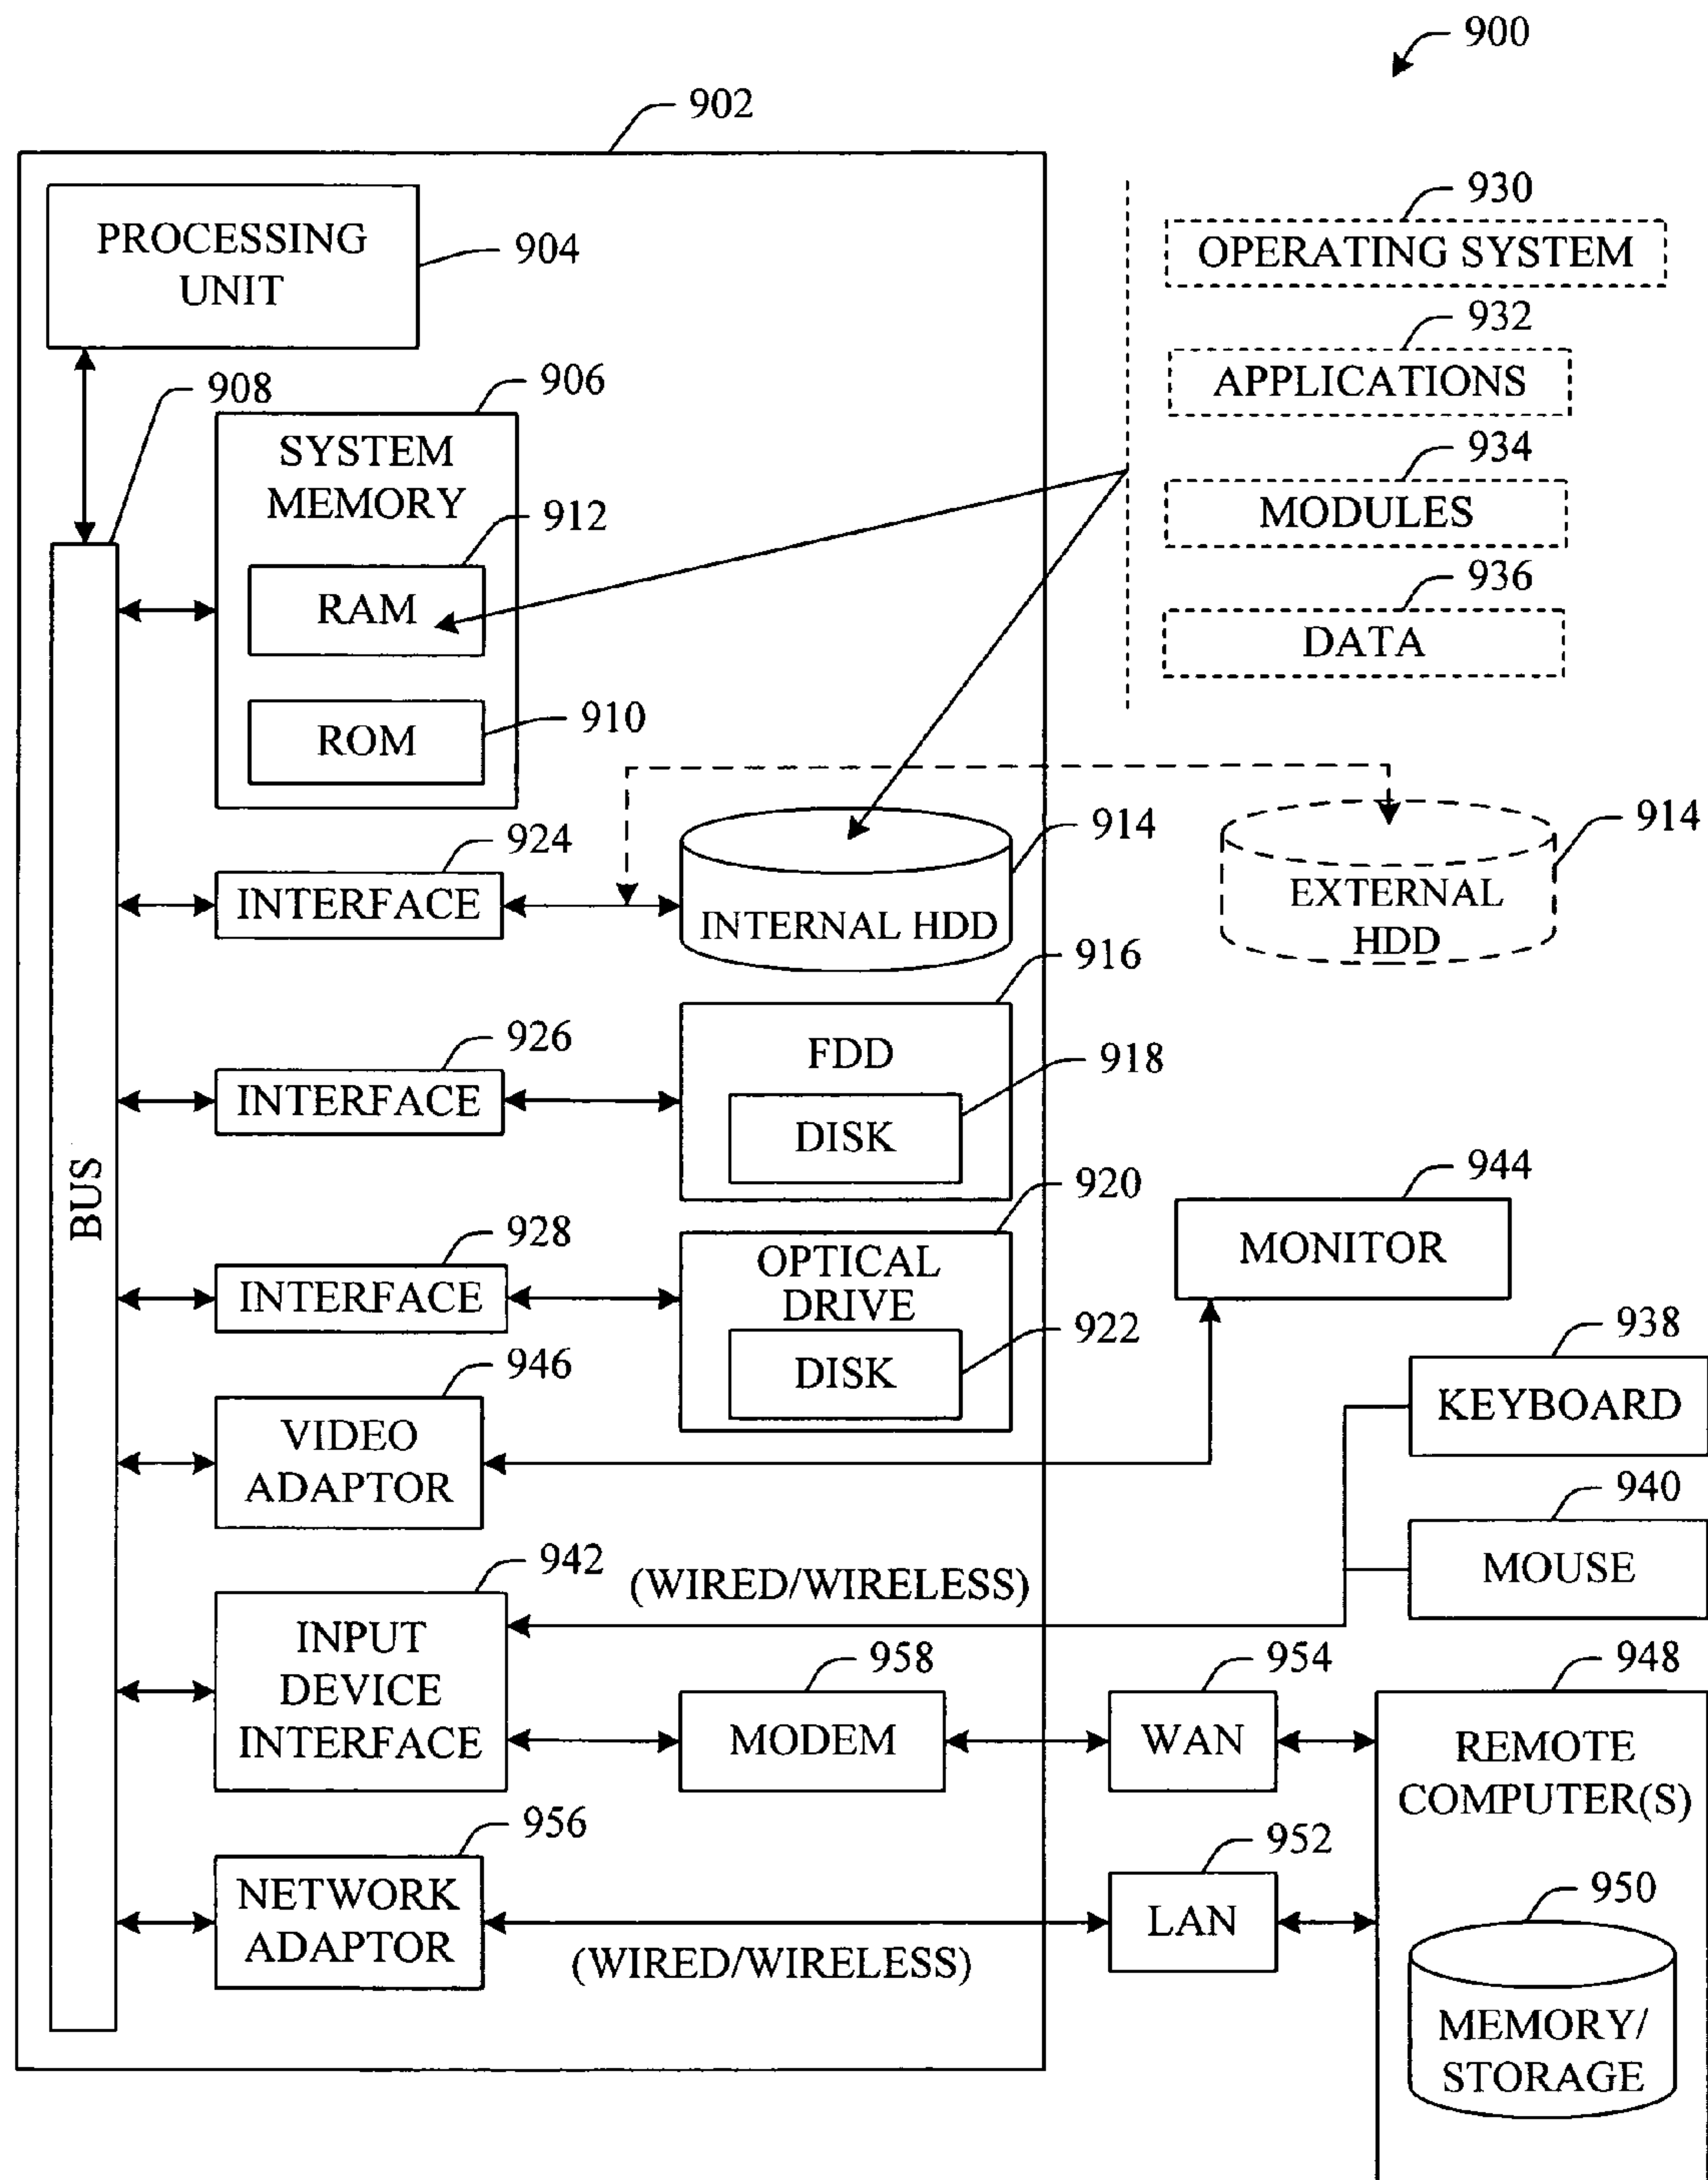 900
902
PROCESSING
UNIT
904
930
OPERATING SYSTEM
932
APPLICATIONS
934
MODULES
936
DATA
908
906
SYSTEM
MEMORY
912
RAM
910
ROM
924
INTERFACE
914
INTERNAL HDD
914
EXTERNAL
HDD
916
926
INTERFACE
FDD
918
DISK
BUS
920
928
INTERFACE
OPTICAL
DRIVE
922
DISK
944
MONITOR
946
VIDEO
ADAPTOR
938
KEYBOARD
940
MOUSE
942
(WIRED/WIRELESS)
INPUT
DEVICE
INTERFACE
958
MODEM
954
WAN
948
REMOTE
COMPUTER(S)
956
NETWORK
ADAPTOR
(WIRED/WIRELESS)
952
LAN
950
MEMORY/
STORAGE